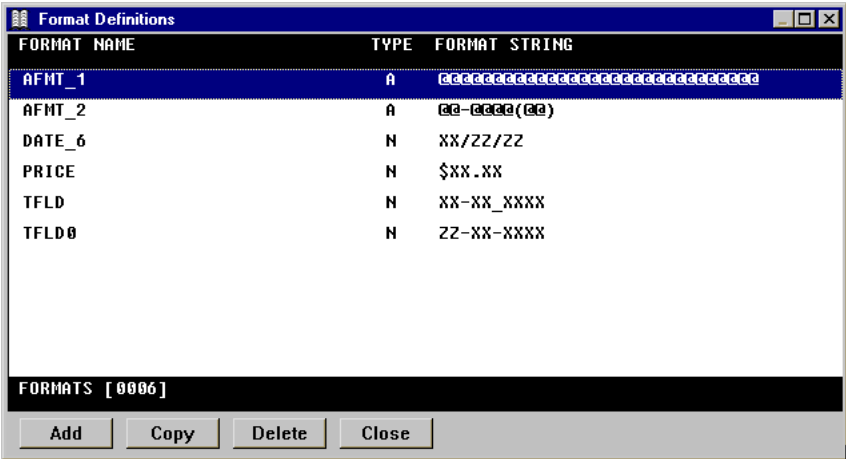 Format Definitions
FORMAT NAME TYPE FORMAT STRING
AFMT_1 A @@@@@@@@@@@@@@@@@@@@@@@@@@@@@@
AFMT_2 A @@-@@@@(@@)
DATE_6 N XX/ZZ/ZZ
PRICE N $XX.XX
TFLD N XX-XX_XXXX
TFLD0 N ZZ-XX-XXXX
FORMATS [0006]
Add Copy Delete Close